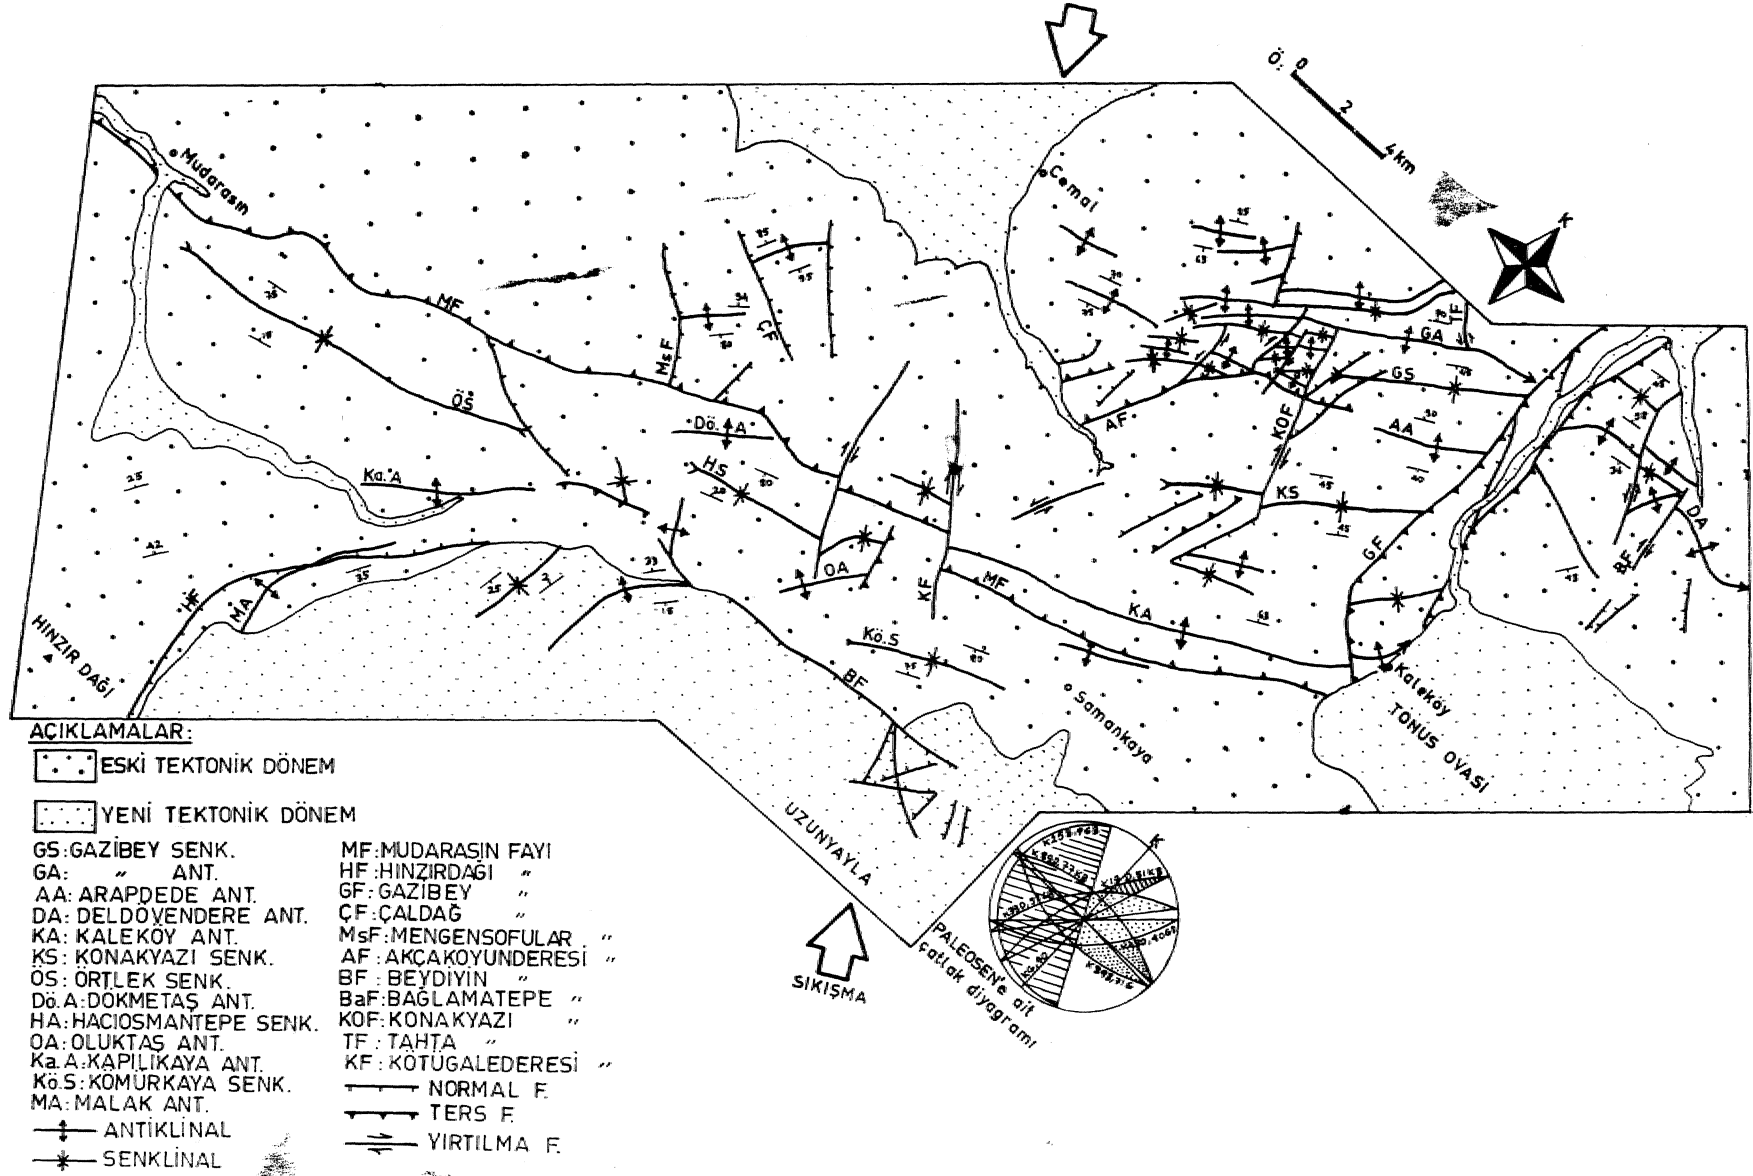 Ö: 0 2 4 km
K
Mudarasın
Cemal
MF
ÖS
MsF
ÇF
Dö. A
HS
Ka. A
OA
KF
MF
KA
Kö.S
BF
HF
MA
AF
KOF
TF
GA
GS
AA
KS
GF
DA
BF
HINZIR DAĞI
Samankaya
Kaleköy
TONUS OVASI
UZUNYAYLA
SIKIŞMA
PALEOSEN'e ait
çatlak diyagramı
K
AÇIKLAMALAR:
ESKİ TEKTONİK DÖNEM
YENİ TEKTONİK DÖNEM
GS:GAZİBEY SENK.
GA: " ANT.
AA:ARAPDEDE ANT.
DA:DELDÖVENDERE ANT.
KA:KALEKÖY ANT.
KS:KONAKYAZI SENK.
ÖS:ÖRTLEK SENK.
Dö.A:DÖKMETAŞ ANT.
HA:HACIOSMANTEPE SENK.
OA:OLUKTAŞ ANT.
Ka.A:KAPILIKAYA ANT.
Kö.S:KÖMÜRKAYA SENK.
MA:MALAK ANT.
ANTİKLİNAL
SENKLİNAL
MF:MUDARASIN FAYI
HF:HINZIRDAĞI "
GF:GAZİBEY "
ÇF:ÇALDAĞ "
MsF:MENGENSOFULAR "
AF:AKÇAKOYUNDERESİ "
BF:BEYDİYİN "
BaF:BAĞLAMATEPE "
KOF:KONAKYAZI "
TF:TAHTA "
KF:KÖTÜGALEDERESİ "
NORMAL F.
TERS F.
YIRTILMA F.